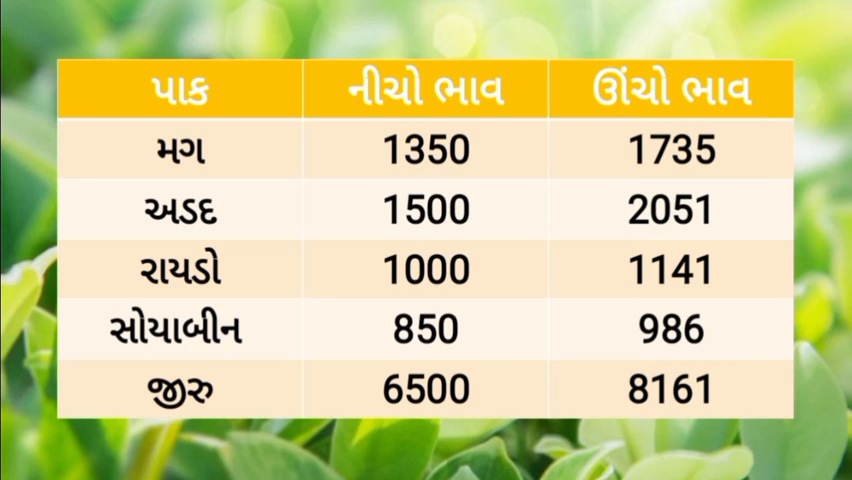 પાક નીચો ભાવ ઊંચો ભાવ
મગ 1350 1735
અડદ 1500 2051
રાયડો 1000 1141
સોયાબીન 850 986
જીરુ 6500 8161